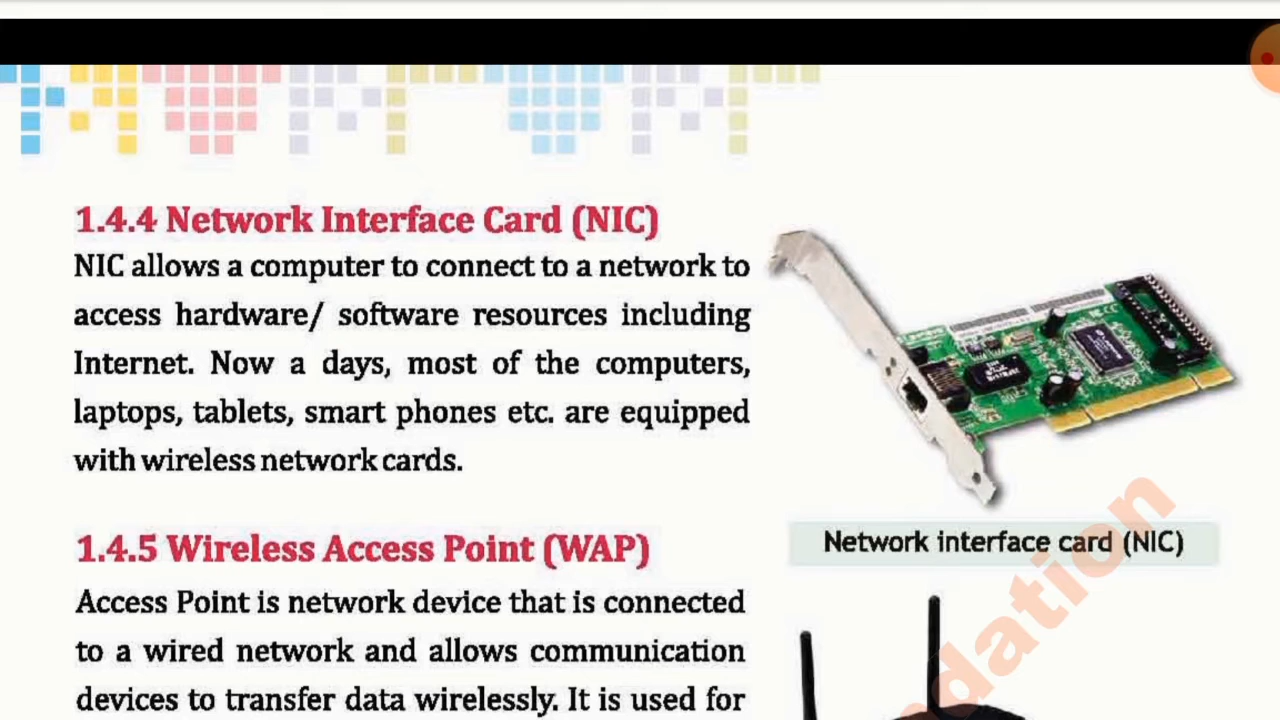 1.4.4 Network Interface Card (NIC)
NIC allows a computer to connect to a network to
access hardware/ software resources including
Internet. Now a days, most of the computers,
laptops, tablets, smart phones etc. are equipped
with wireless network cards.
Network interface card (NIC)
1.4.5 Wireless Access Point (WAP)
Access Point is network device that is connected
to a wired network and allows communication
devices to transfer data wirelessly. It is used for
dation